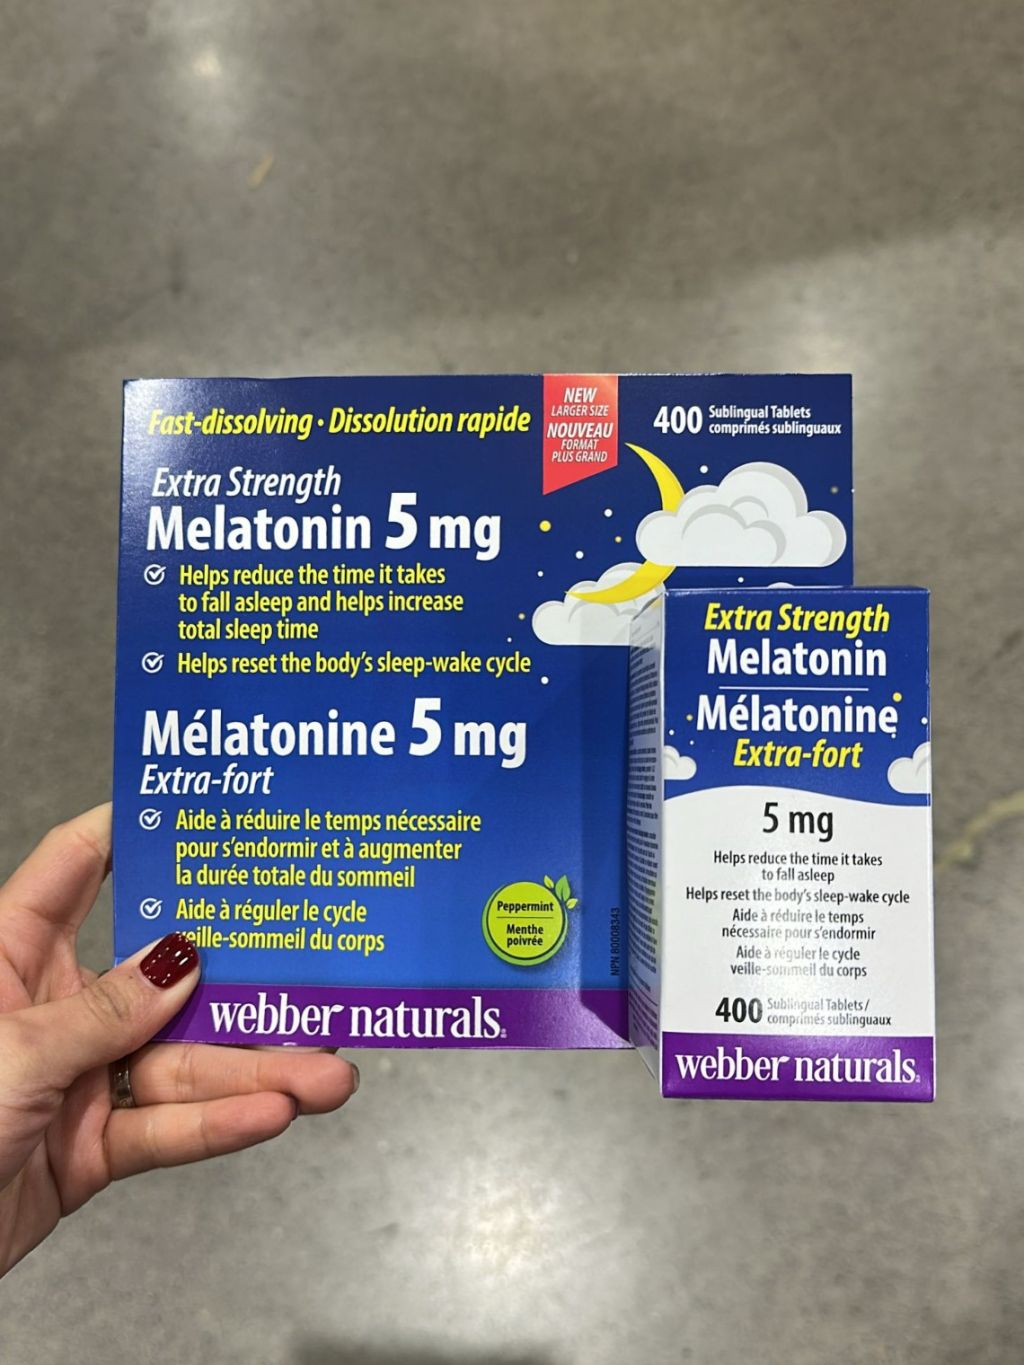 Fast-dissolving • Dissolution rapide
NEW
LARGER SIZE
NOUVEAU
FORMAT
PLUS GRAND
400 Sublingual Tablets
comprimés sublinguaux
Extra Strength
Melatonin 5 mg
Helps reduce the time it takes
to fall asleep and helps increase
total sleep time
Helps reset the body's sleep-wake cycle
Mélatonine 5 mg
Extra-fort
Aide à réduire le temps nécessaire
pour s'endormir et à augmenter
la durée totale du sommeil
Aide à réguler le cycle
veille-sommeil du corps
Peppermint
Menthe
poivrée
NPN 80008343
webber naturals.
Extra Strength
Melatonin
Mélatonine
Extra-fort
5 mg
Helps reduce the time it takes
to fall asleep
Helps reset the body's sleep-wake cycle
Aide à réduire le temps
nécessaire pour s'endormir
Aide à réguler le cycle
veille-sommeil du corps
400 Sublingual Tablets/
comprimés sublinguaux
webber naturals.